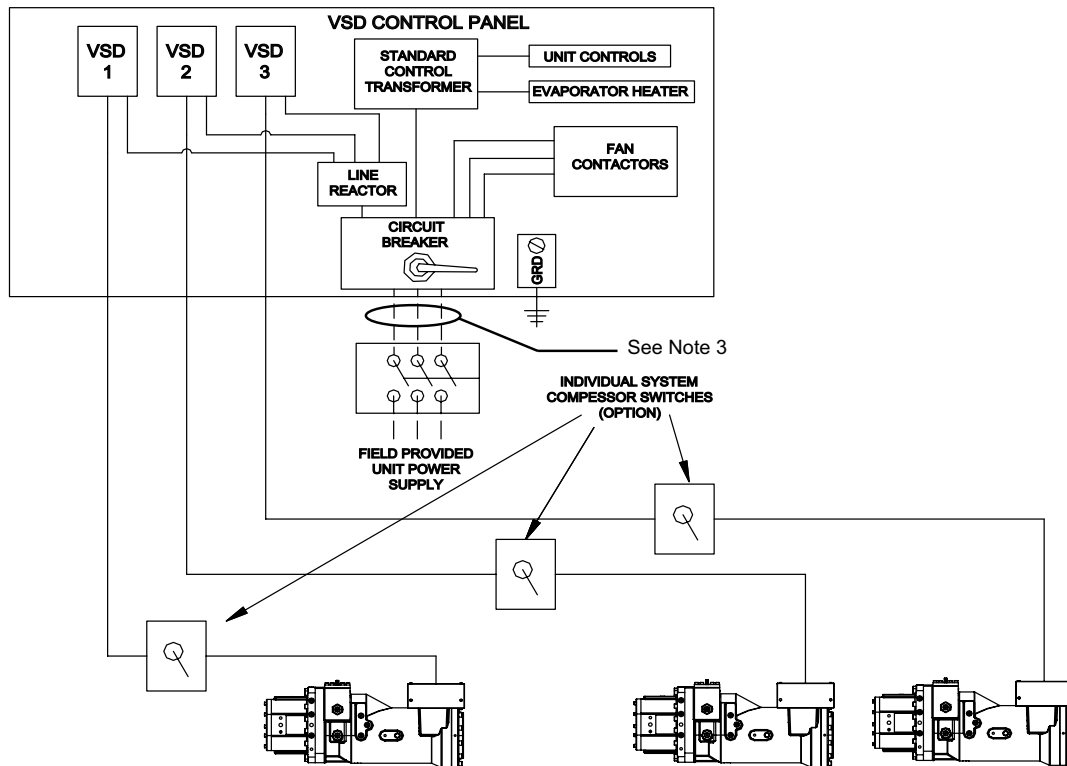 VSD CONTROL PANEL
VSD
1
VSD
2
VSD
3
STANDARD
CONTROL
TRANSFORMER
UNIT CONTROLS
EVAPORATOR HEATER
FAN
CONTACTORS
LINE
REACTOR
CIRCUIT
BREAKER
GRD
See Note 3
INDIVIDUAL SYSTEM
COMPESSOR SWITCHES
(OPTION)
FIELD PROVIDED
UNIT POWER
SUPPLY